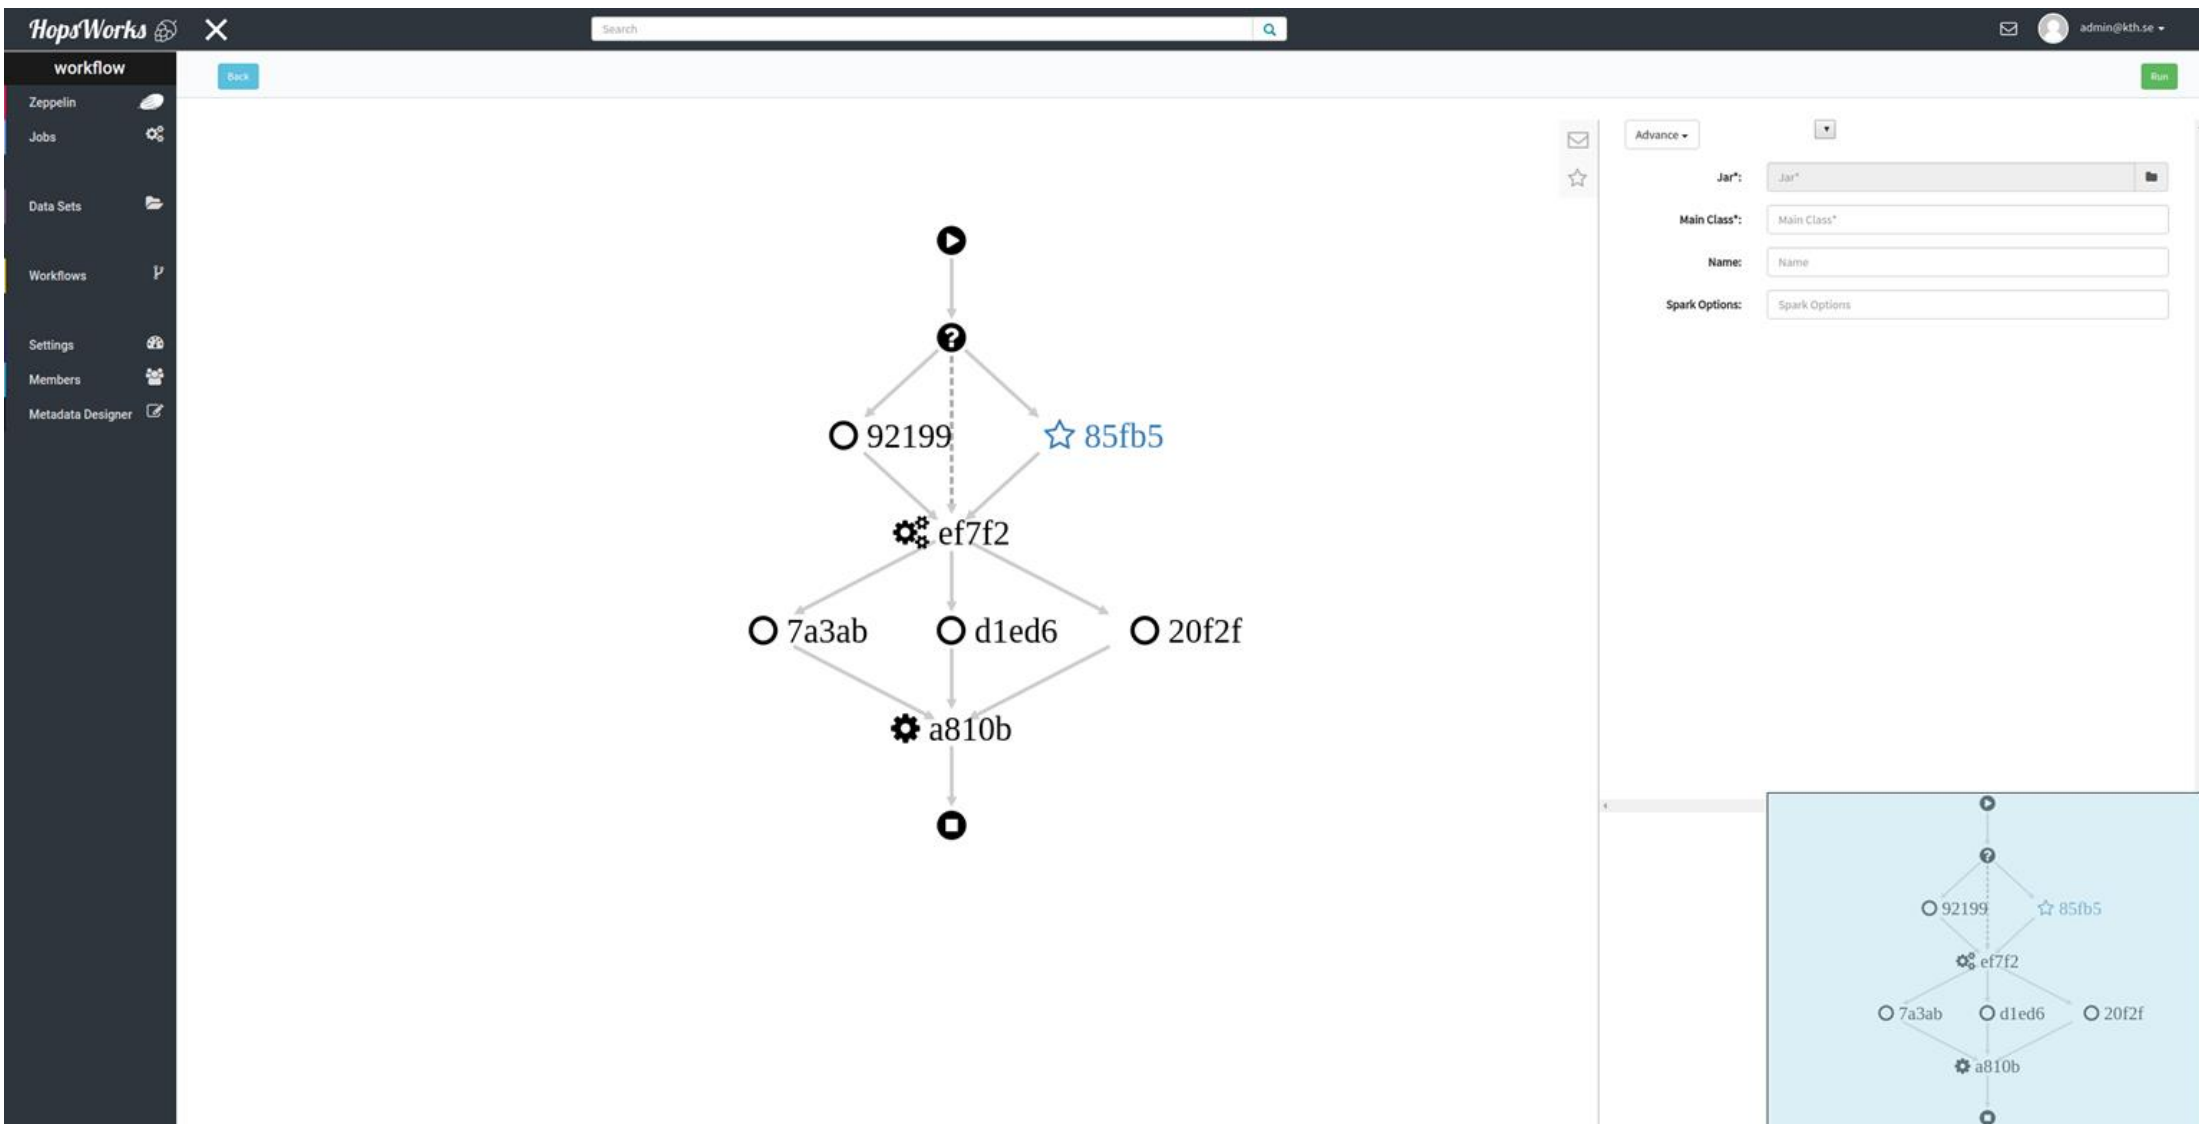 HopsWorks
Search
admin@kth.se
workflow
Back
Run
Zeppelin
Jobs
Data Sets
Workflows
Settings
Members
Metadata Designer
92199
85fb5
ef7f2
7a3ab
d1ed6
20f2f
a810b
Advance
Jar*:
Jar*
Main Class*:
Main Class*
Name:
Name
Spark Options:
Spark Options
92199
85fb5
ef7f2
7a3ab
d1ed6
20f2f
a810b